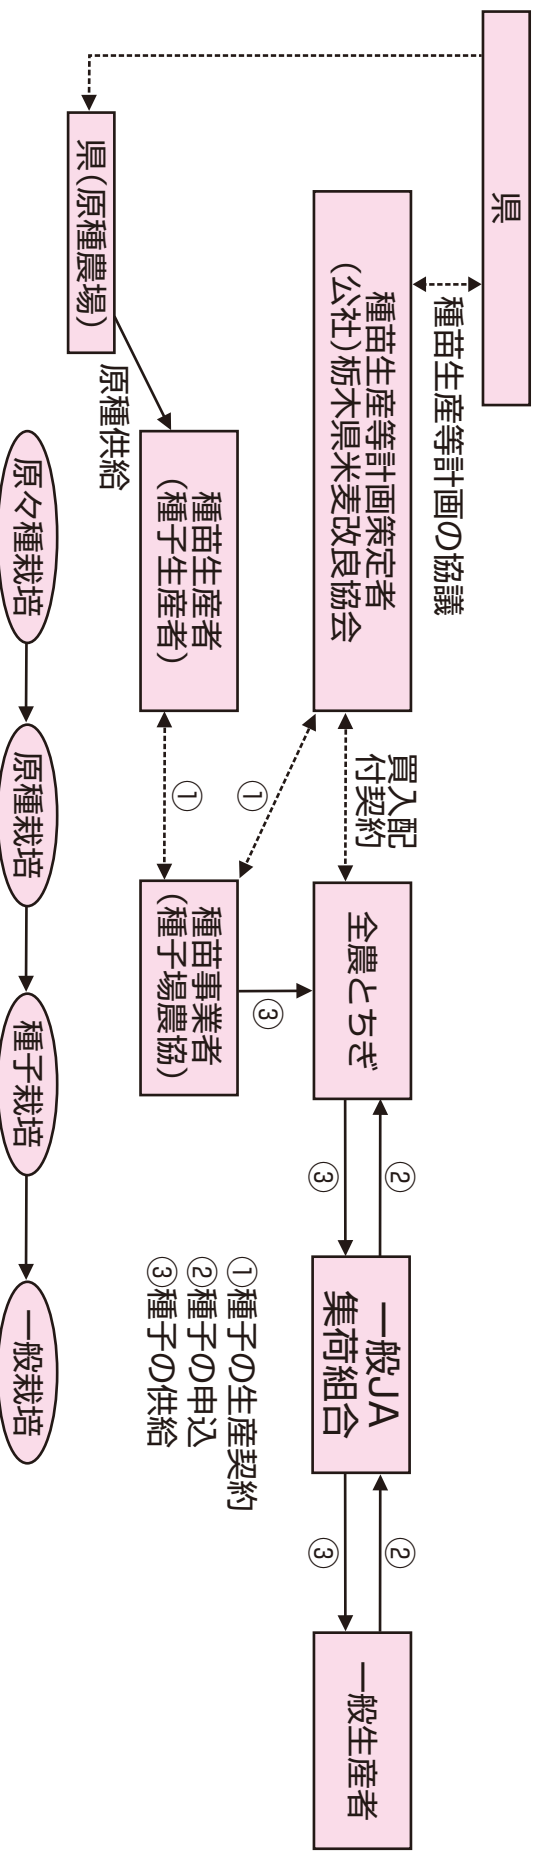 県
種苗生産等計画の協議
種苗生産等計画策定者
(公社)栃木県米麦改良協会
買入配
付契約
全農とちぎ
②
③
一般JA
集荷組合
②
③
一般生産者
県(原種農場)
原種供給
種苗生産者
(種子生産者)
①
①
種苗事業者
(種子場農協)
③
①種子の生産契約
②種子の申込
③種子の供給
原々種栽培
原種栽培
種子栽培
一般栽培